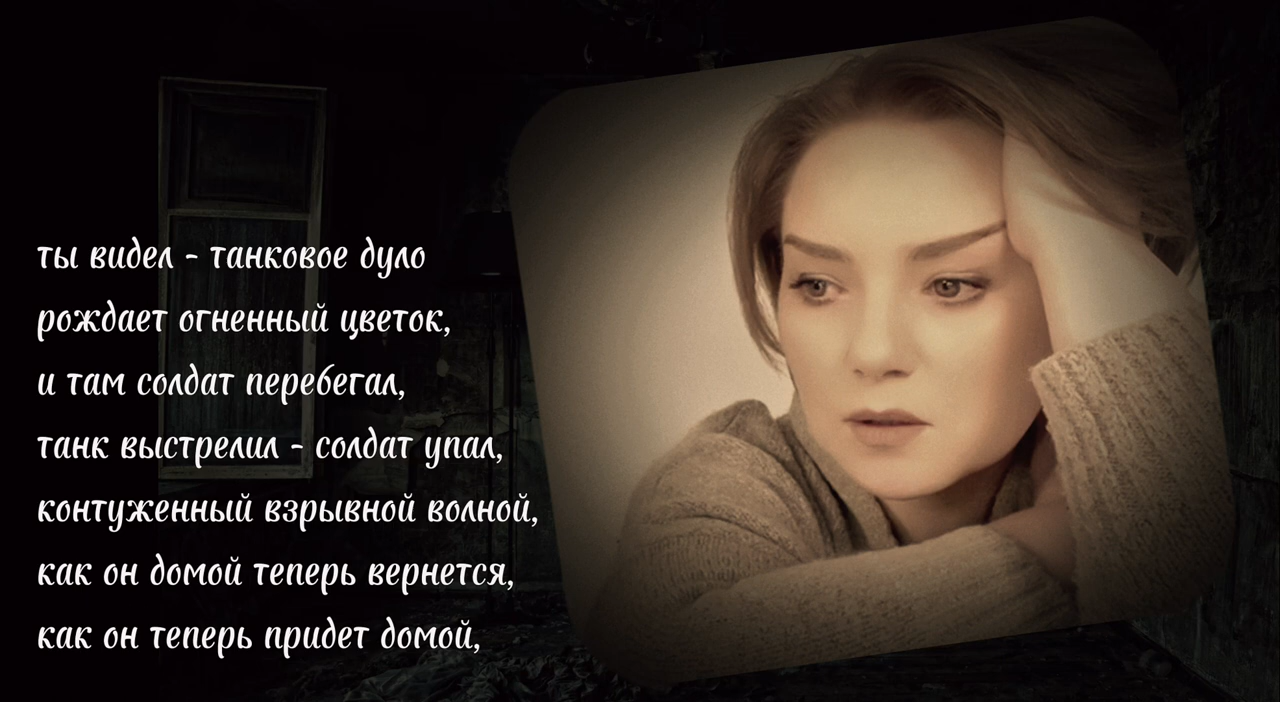 ты видел - танковое дуло
рождает огненный цветок,
и там солдат перебегал,
танк выстрелил - солдат упал,
контуженный взрывной волной,
как он домой теперь вернется,
как он теперь придет домой,